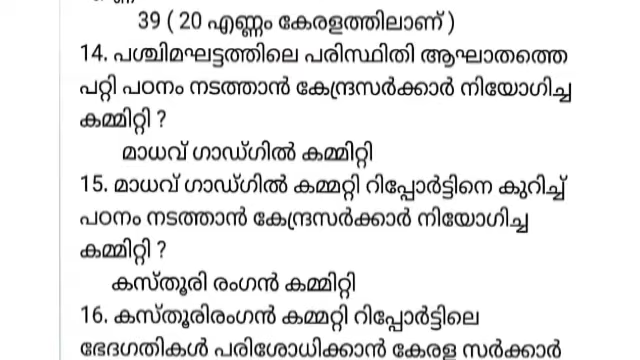 39 ( 20 എണ്ണം കേരളത്തിലാണ് )
14. പശ്ചിമഘട്ടത്തിലെ പരിസ്ഥിതി ആഘാതത്തെ
പറ്റി പഠനം നടത്താൻ കേന്ദ്രസർക്കാർ നിയോഗിച്ച
കമ്മിറ്റി ?
മാധവ് ഗാഡ്ഗിൽ കമ്മിറ്റി
15. മാധവ് ഗാഡ്ഗിൽ കമ്മറ്റി റിപ്പോർട്ടിനെ കുറിച്ച്
പഠനം നടത്താൻ കേന്ദ്രസർക്കാർ നിയോഗിച്ച
കമ്മിറ്റി ?
കസ്തൂരി രംഗൻ കമ്മിറ്റി
16. കസ്തൂരിരംഗൻ കമ്മറ്റി റിപ്പോർട്ടിലെ
ഭേദഗതികൾ പരിശോധിക്കാൻ കേരള സർക്കാർ